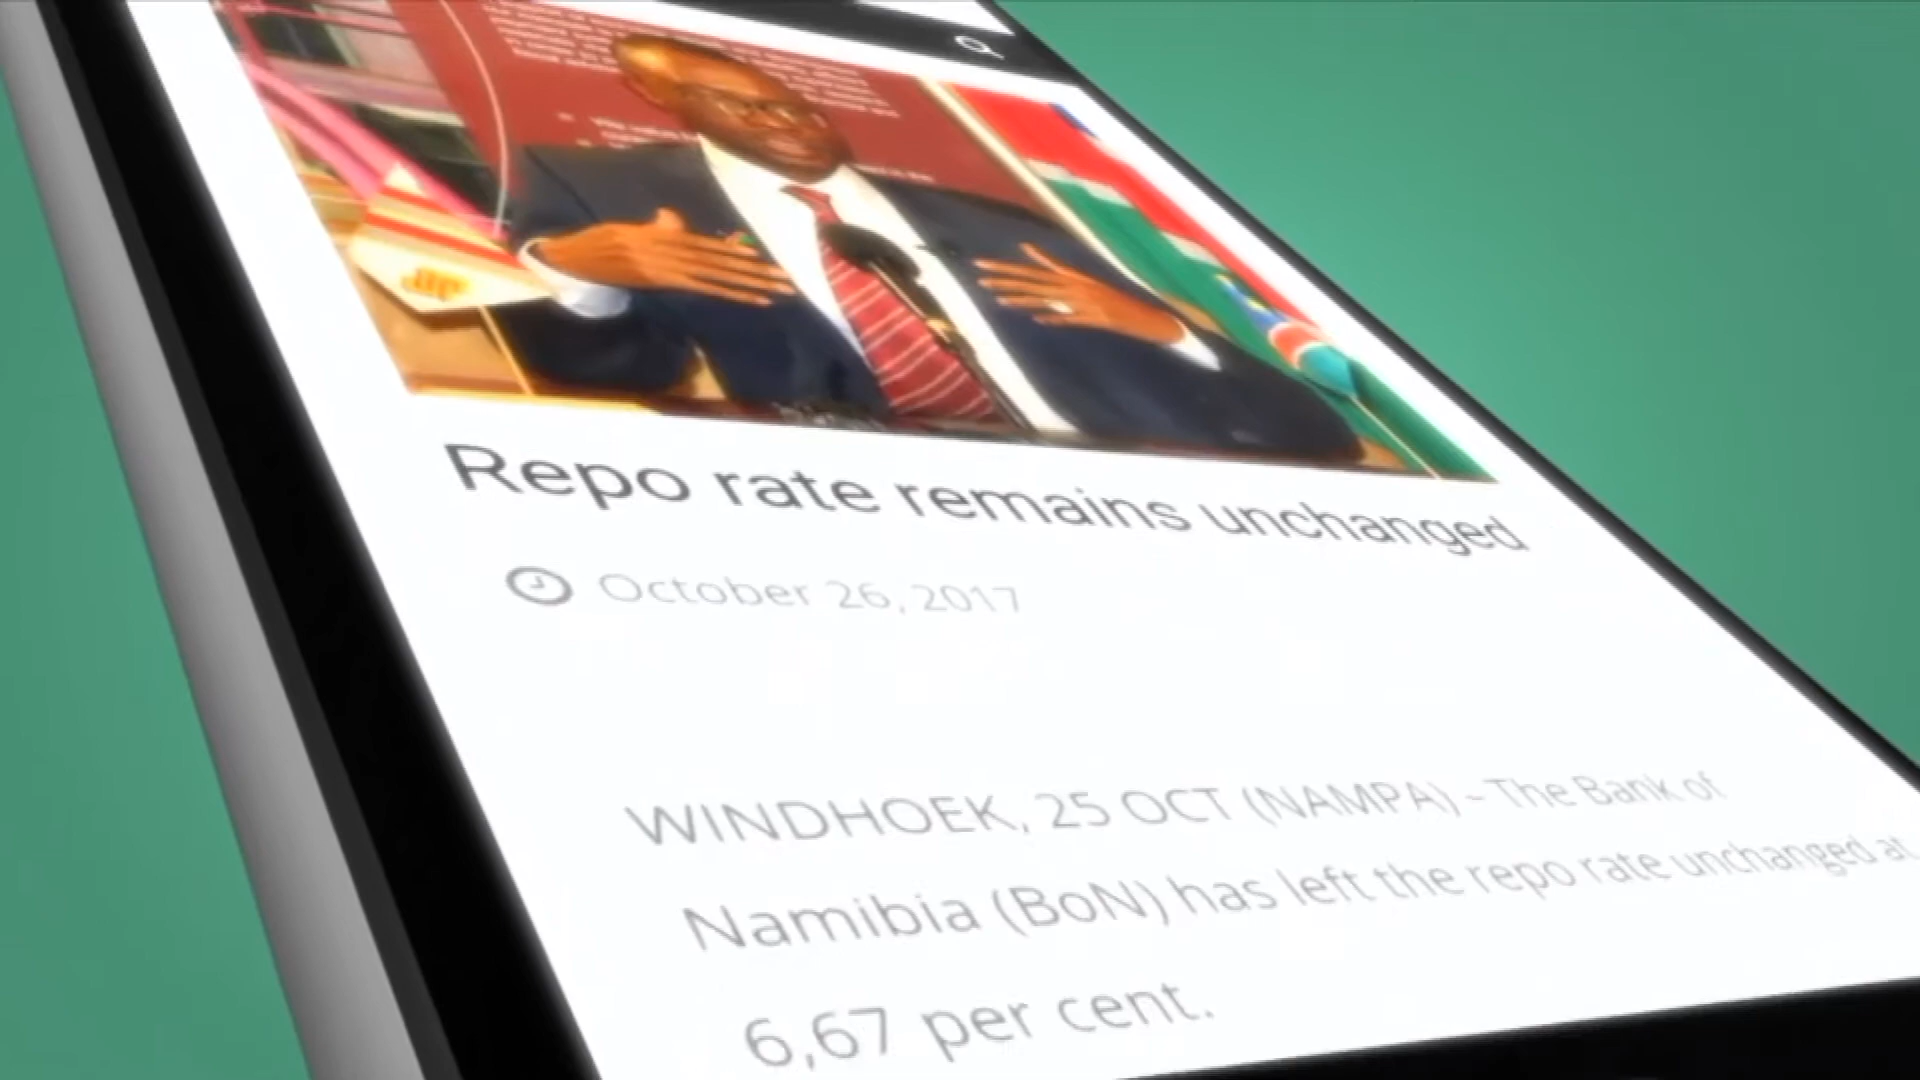 Repo rate remains unchanged
October 26, 2017
WINDHOEK, 25 OCT (NAMPA) - The Bank of
Namibia (BoN) has left the repo rate unchanged at
6,67 per cent.